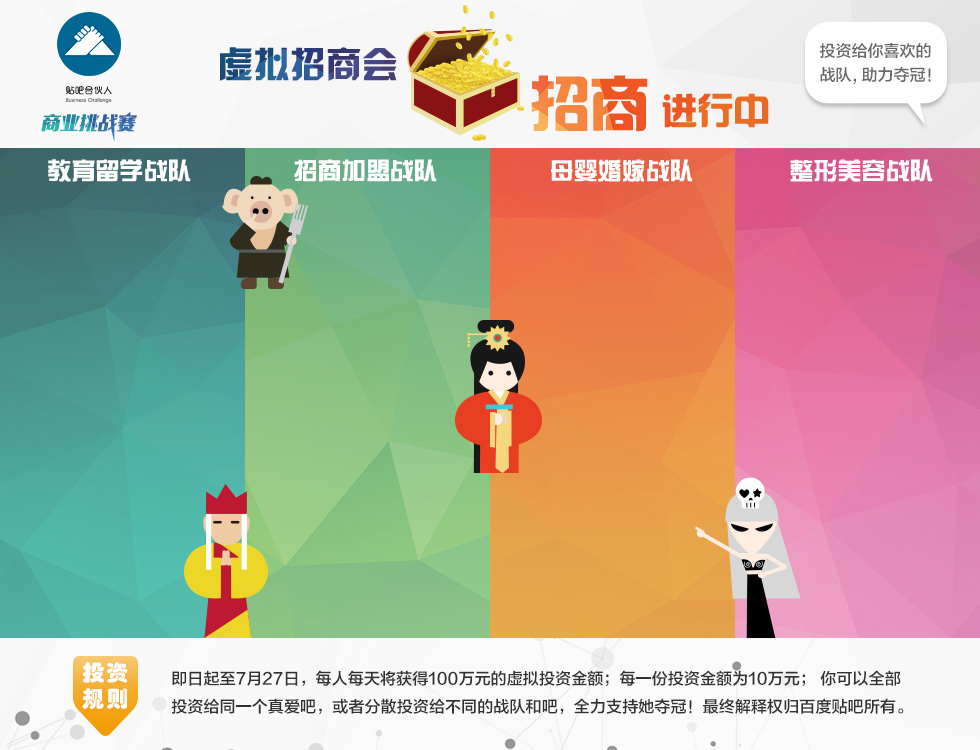 贴吧合伙人
Business Challenge
商业挑战赛
虚拟招商会
招商 进行中
投资给你喜欢的
战队,助力夺冠!
教育留学战队
招商加盟战队
母婴婚嫁战队
整形美容战队
投资
规则
即日起至7月27日，每人每天将获得100万元的虚拟投资金额；每一份投资金额为10万元； 你可以全部
投资给同一个真爱吧，或者分散投资给不同的战队和吧，全力支持她夺冠！最终解释权归百度贴吧所有。